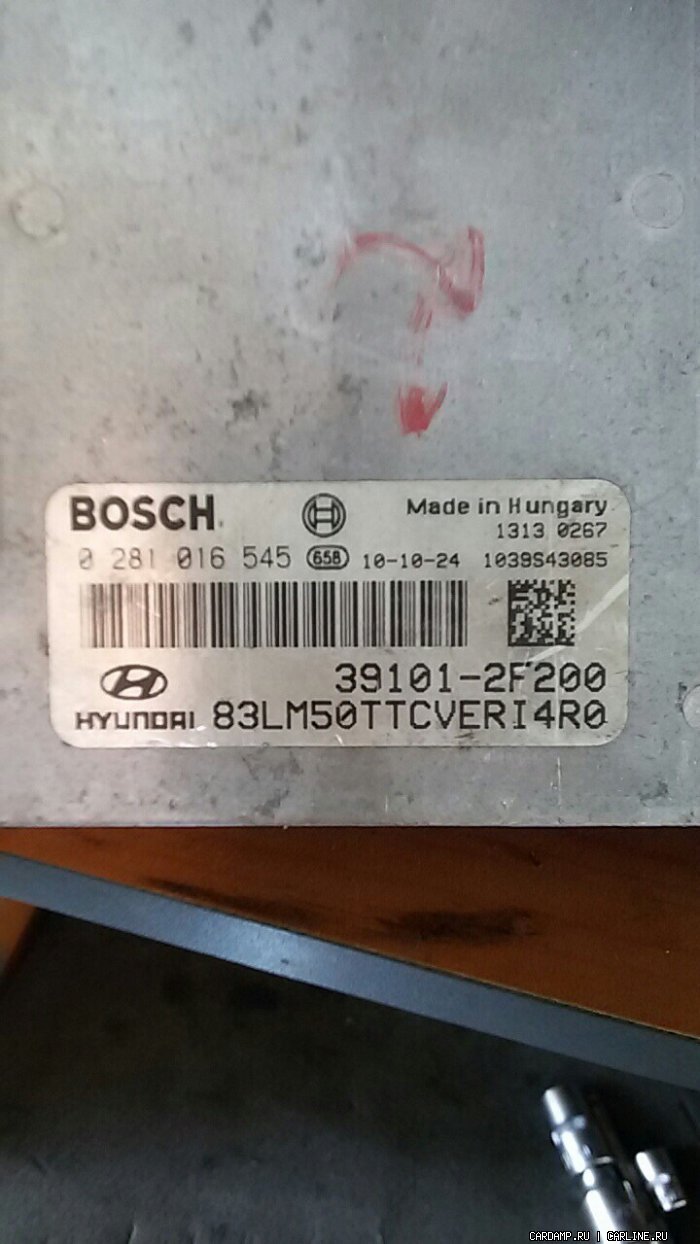 ?
BOSCH Made in Hungary
1313 0267
0 281 016 545 658 10-10-24 1039S43085
39101-2F200
HYUNDAI 83LM50TTCVERI4R0
CARDAMP.RU | CARLINE.RU